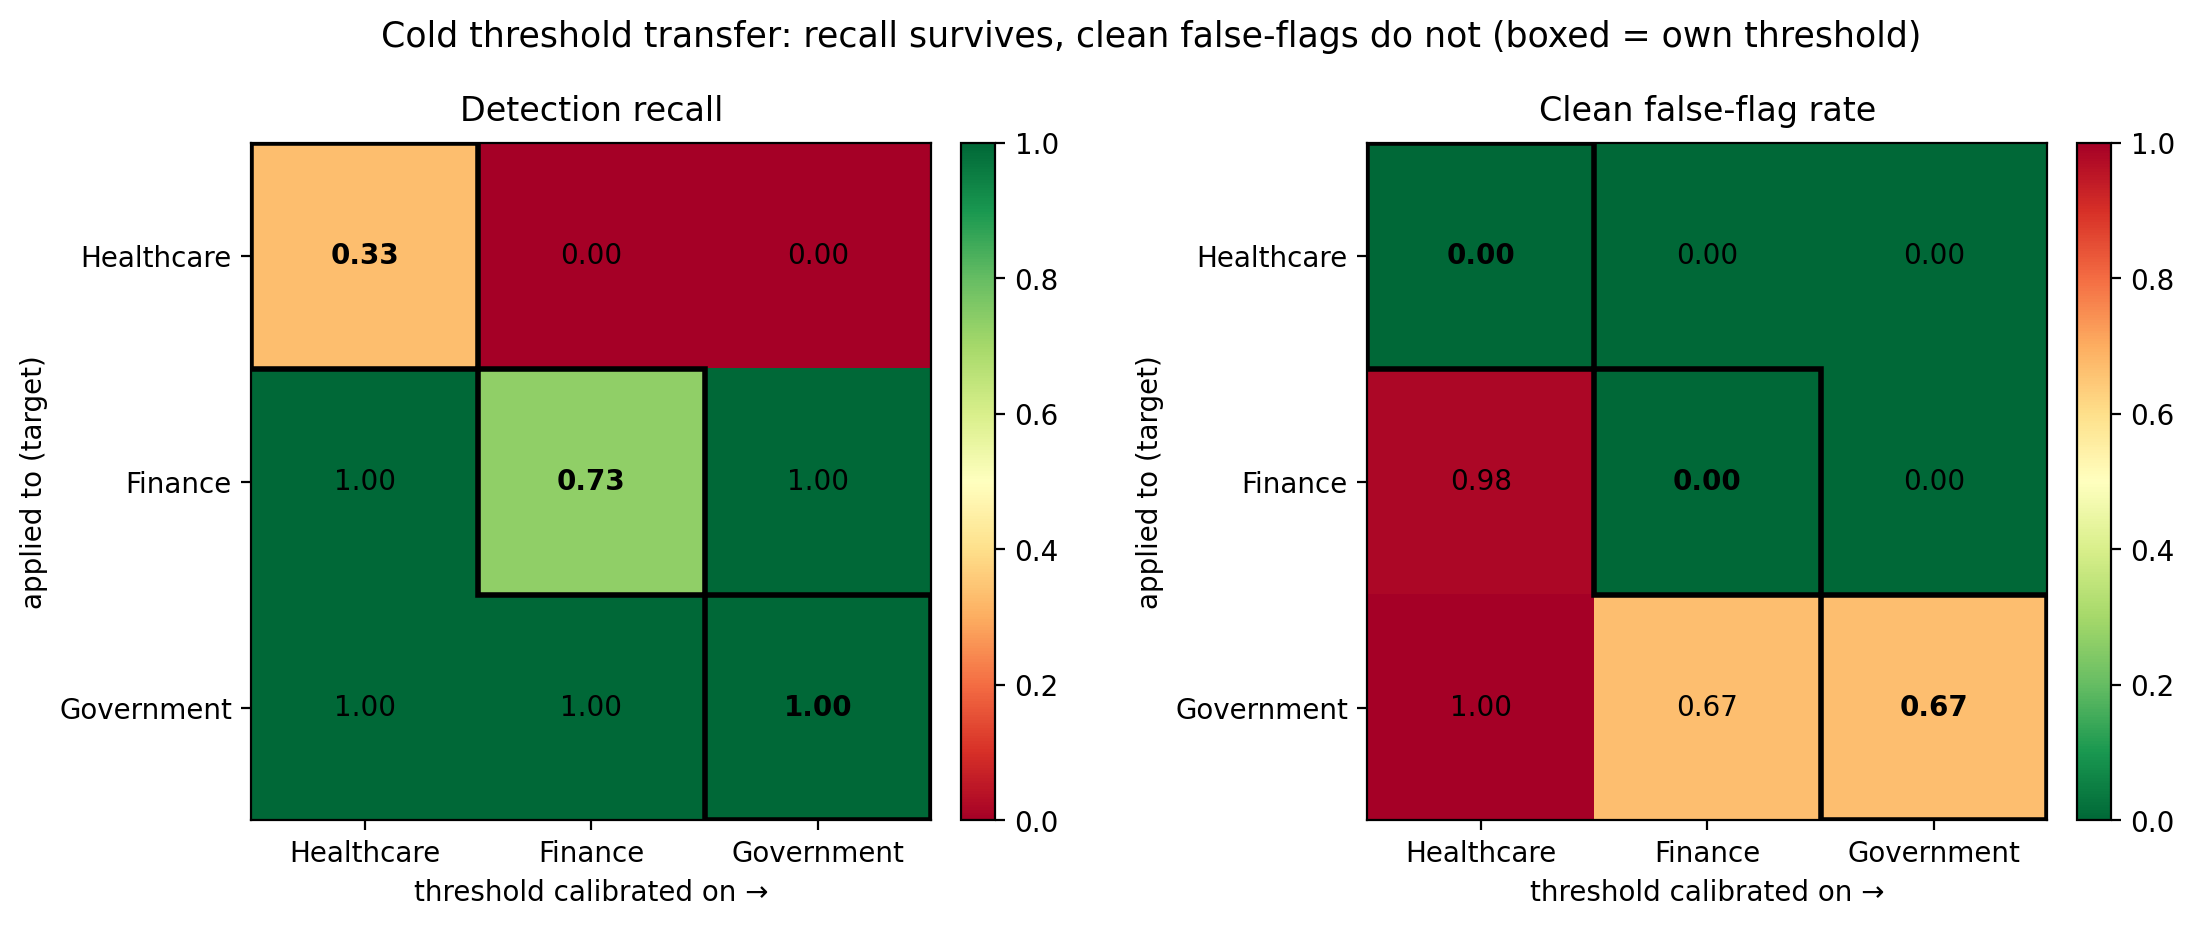 Cold threshold transfer: recall survives, clean false-flags do not (boxed = own threshold)
Detection recall
applied to (target)
Healthcare
Finance
Government
0.33 0.00 0.00
1.00 0.73 1.00
1.00 1.00 1.00
Healthcare Finance Government
threshold calibrated on →
1.0
0.8
0.6
0.4
0.2
0.0
Clean false-flag rate
applied to (target)
Healthcare
Finance
Government
0.00 0.00 0.00
0.98 0.00 0.00
1.00 0.67 0.67
Healthcare Finance Government
threshold calibrated on →
1.0
0.8
0.6
0.4
0.2
0.0